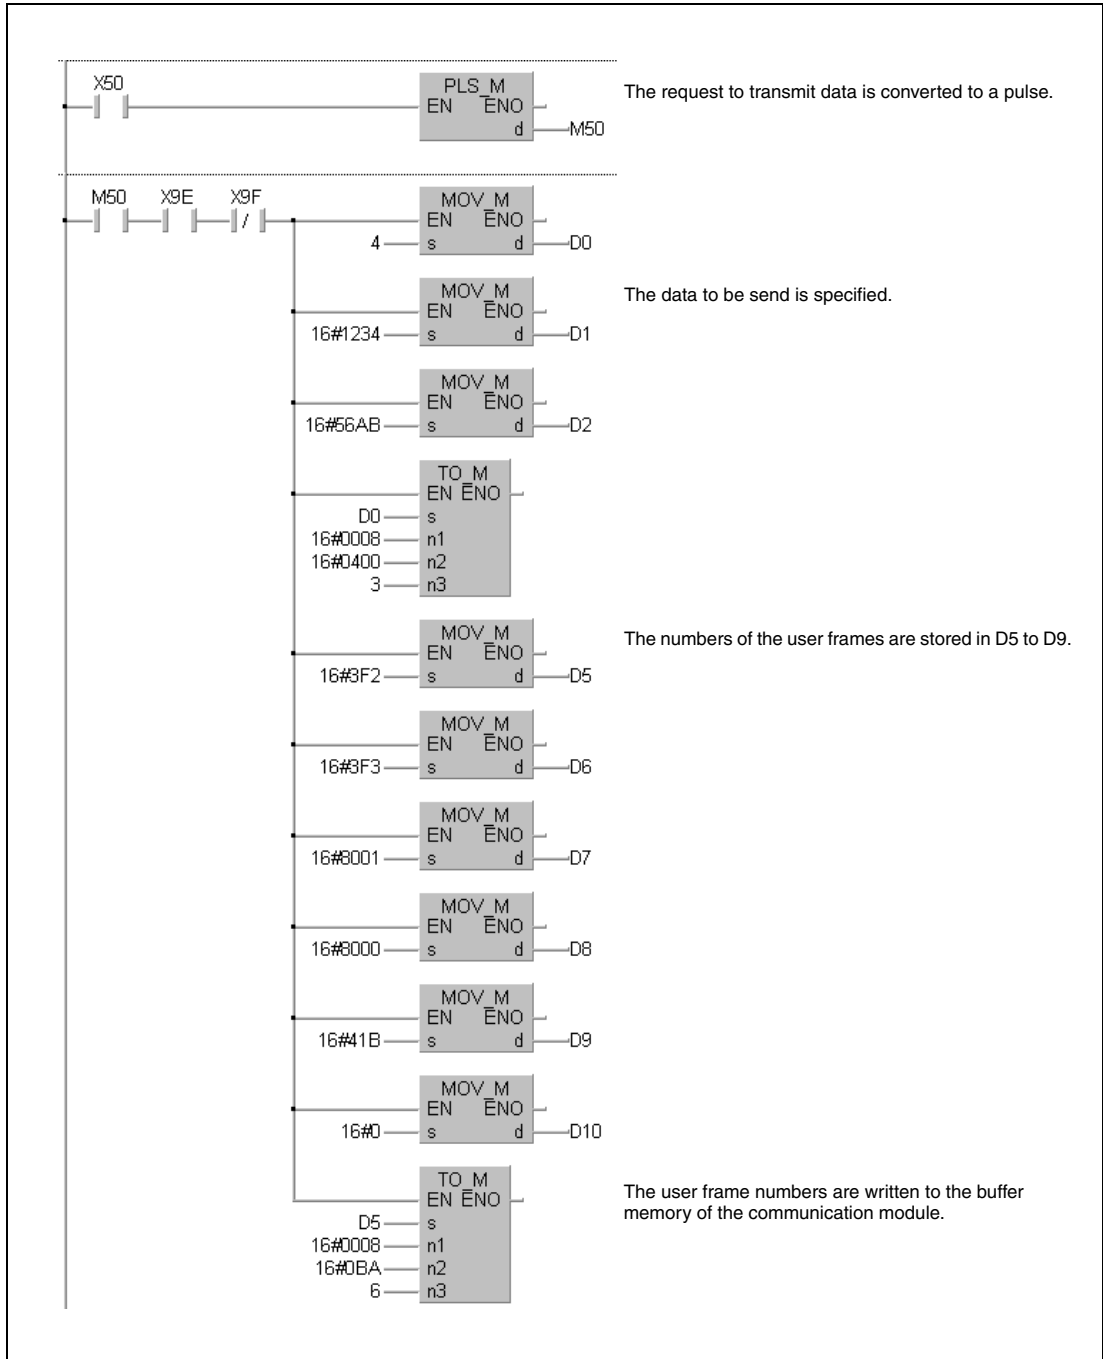 X50
PLS_M
EN ENO
d M50
The request to transmit data is converted to a pulse.
M50 X9E X9F
MOV_M
EN ENO
4 s d D0
MOV_M
EN ENO
16#1234 s d D1
The data to be send is specified.
MOV_M
EN ENO
16#56AB s d D2
TO_M
EN ENO
D0 s
16#0008 n1
16#0400 n2
3 n3
MOV_M
EN ENO
16#3F2 s d D5
The numbers of the user frames are stored in D5 to D9.
MOV_M
EN ENO
16#3F3 s d D6
MOV_M
EN ENO
16#8001 s d D7
MOV_M
EN ENO
16#8000 s d D8
MOV_M
EN ENO
16#41B s d D9
MOV_M
EN ENO
16#0 s d D10
TO_M
EN ENO
D5 s
16#0008 n1
16#0BA n2
6 n3
The user frame numbers are written to the buffer
memory of the communication module.